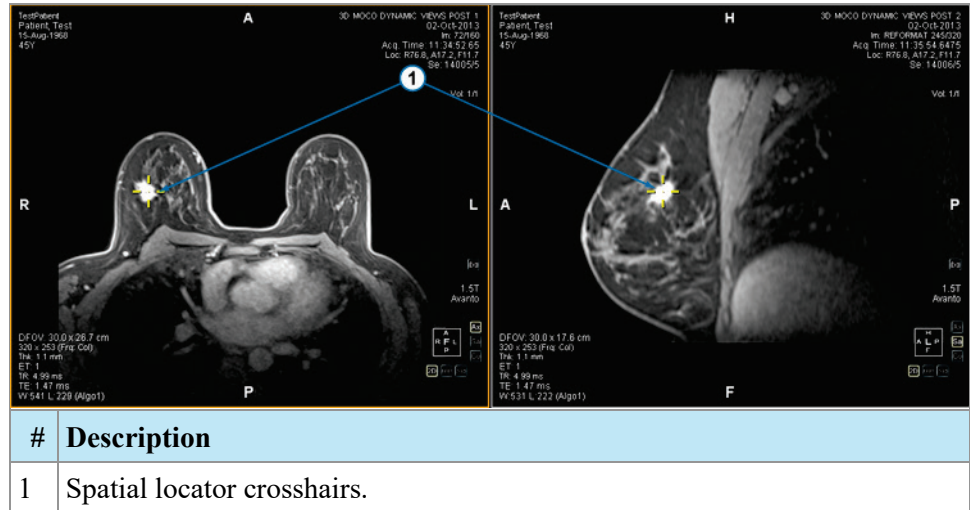 TestPatient
Patient, Test
15-Aug-1968
45Y
A
3D MOCO DYNAMIC VIEWS POST 1
02-Oct-2013
Im: 72/160
Acq. Time: 11:34:52.65
Loc: R76.8, A17.2, F11.7
Se: 14005/5
Vol: 1/1
R
L
1.5T
Avanto
DFOV: 30.0 x 26.7 cm
320 x 253 (Frq: Col)
Thk: 1.1 mm
ET: 1
TR: 4.99 ms
TE: 1.47 ms
W 541 L 229 (Algo1)
P
A
R F L
P
Ax
2D
TestPatient
Patient, Test
15-Aug-1968
45Y
H
3D MOCO DYNAMIC VIEWS POST 2
02-Oct-2013
Im: REFORMAT 245/320
Acq. Time: 11:35:54.6475
Loc: R76.8, A17.2, F11.7
Se: 14006/5
Vol: 1/1
A
P
1.5T
Avanto
DFOV: 30.0 x 17.6 cm
320 x 253 (Frq: Col)
Thk: 1.1 mm
ET: 1
TR: 4.99 ms
TE: 1.47 ms
W 531 L 222 (Algo1)
F
H
A L P
F
Sa
2D
1
# Description
1 Spatial locator crosshairs.